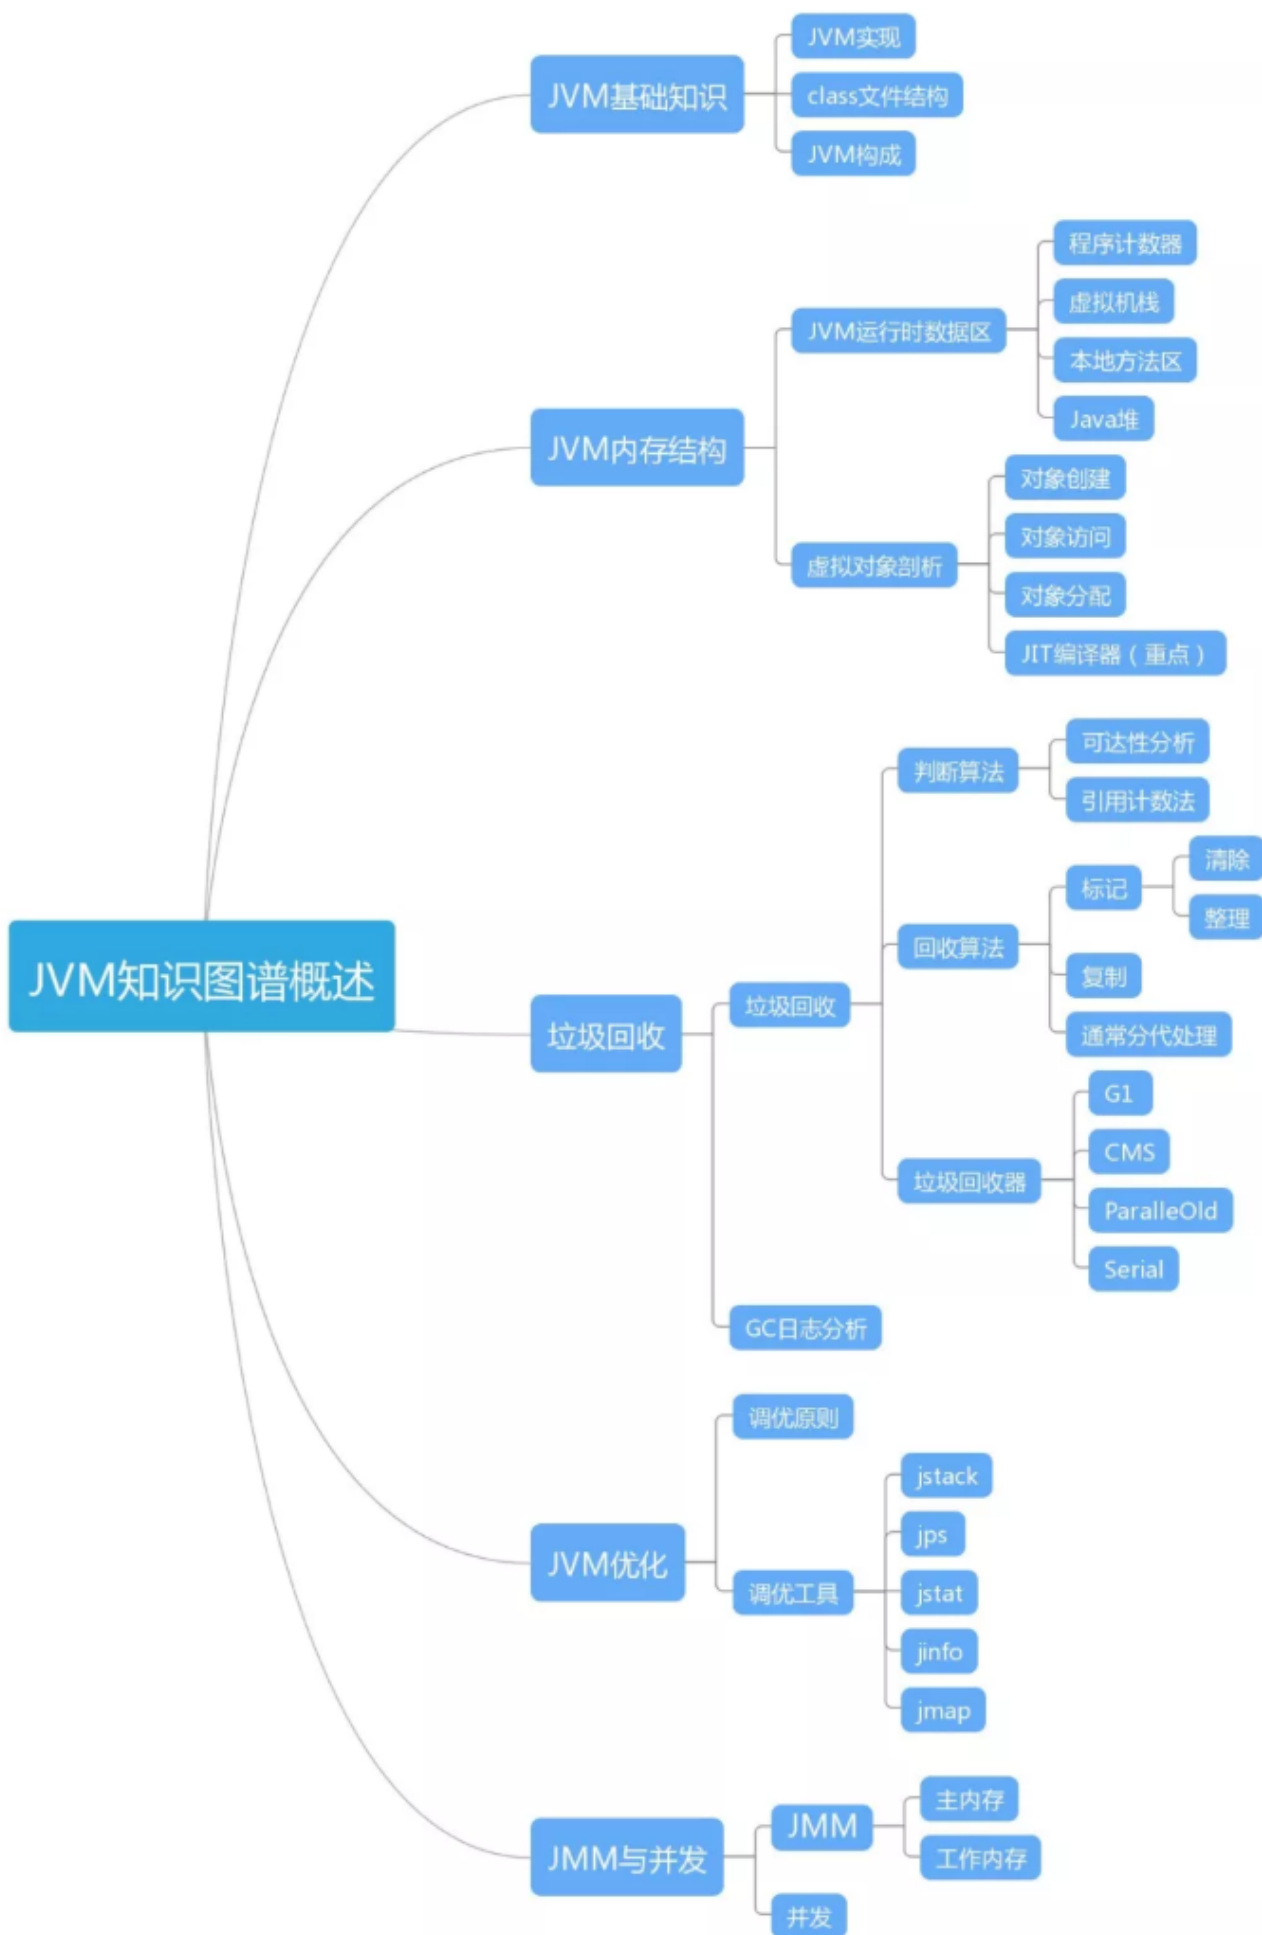 JVM知识图谱概述
JVM基础知识
JVM实现
class文件结构
JVM构成
JVM内存结构
JVM运行时数据区
程序计数器
虚拟机栈
本地方法区
Java堆
虚拟对象剖析
对象创建
对象访问
对象分配
JIT编译器（重点）
垃圾回收
垃圾回收
判断算法
可达性分析
引用计数法
回收算法
标记
清除
整理
复制
通常分代处理
垃圾回收器
G1
CMS
ParalleOld
Serial
GC日志分析
JVM优化
调优原则
调优工具
jstack
jps
jstat
jinfo
jmap
JMM与并发
JMM
主内存
工作内存
并发